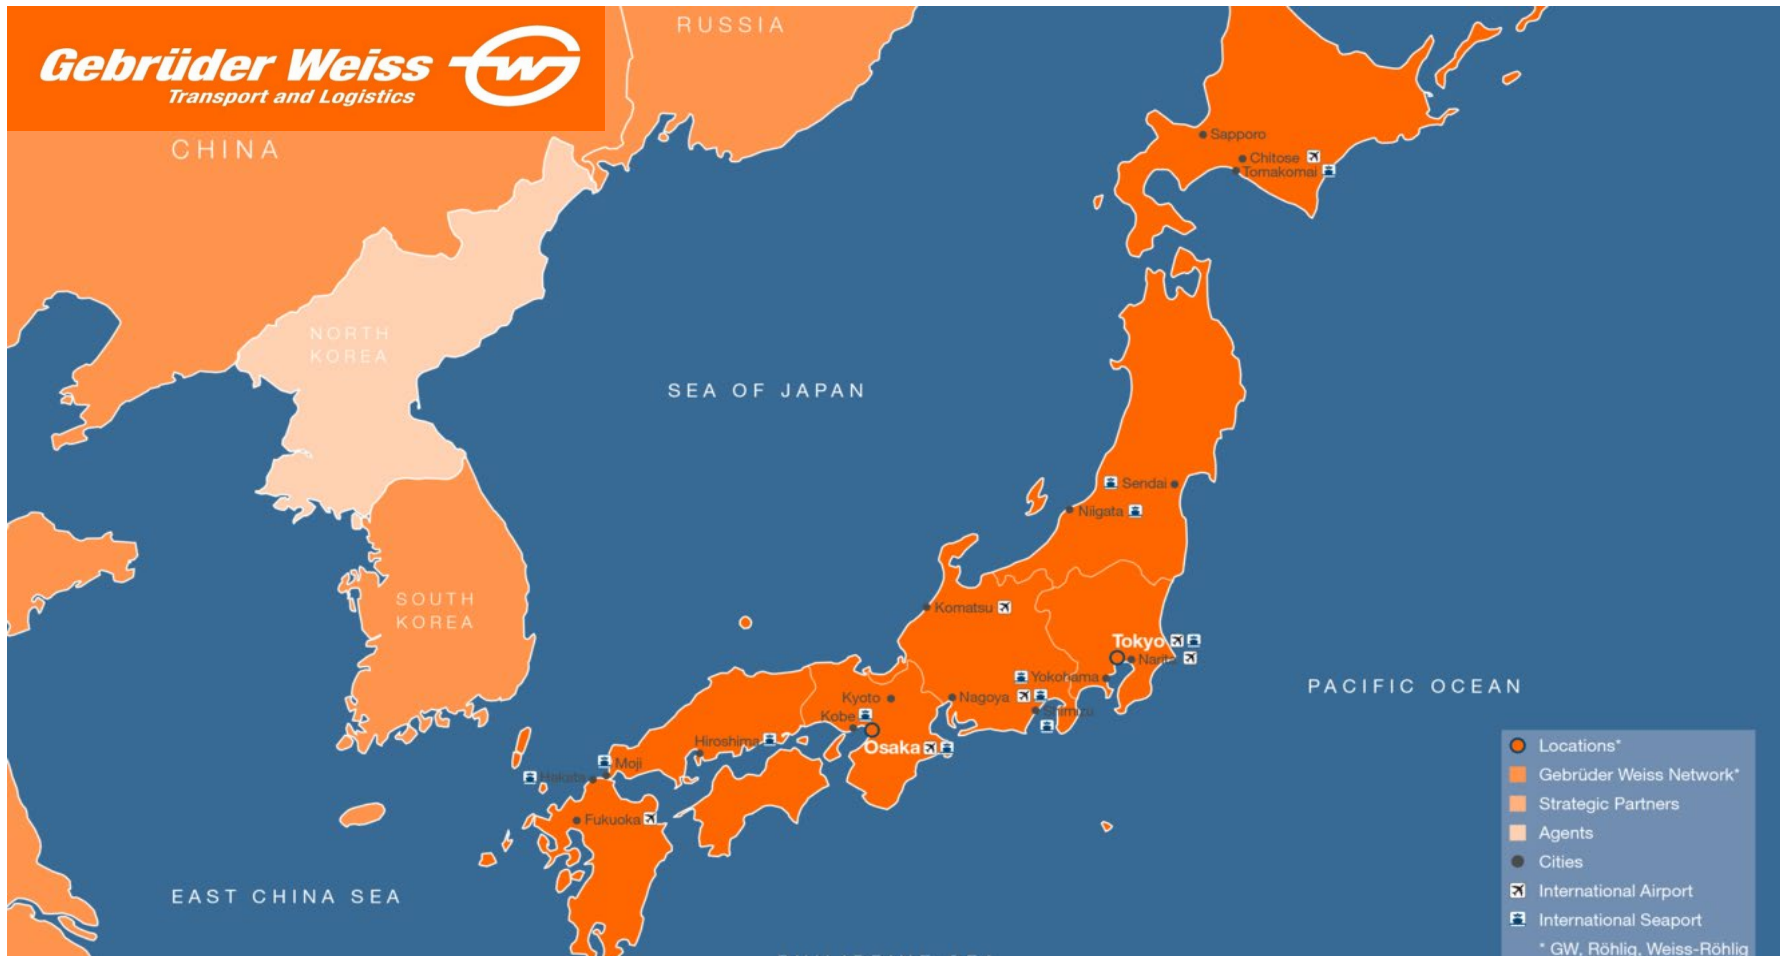 Gebrüder Weiss
Transport and Logistics
RUSSIA
CHINA
Sapporo
Chitose
Tomakomai
NORTH
KOREA
SEA OF JAPAN
Sendai
Niigata
SOUTH
KOREA
Komatsu
Tokyo
Narita
Yokohama
PACIFIC OCEAN
Kyoto
Nagoya
Shimizu
Kobe
Hiroshima
Osaka
Moji
Hakata
Fukuoka
EAST CHINA SEA
Locations*
Gebrüder Weiss Network*
Strategic Partners
Agents
Cities
International Airport
International Seaport
* GW, Röhlig, Weiss-Röhlig